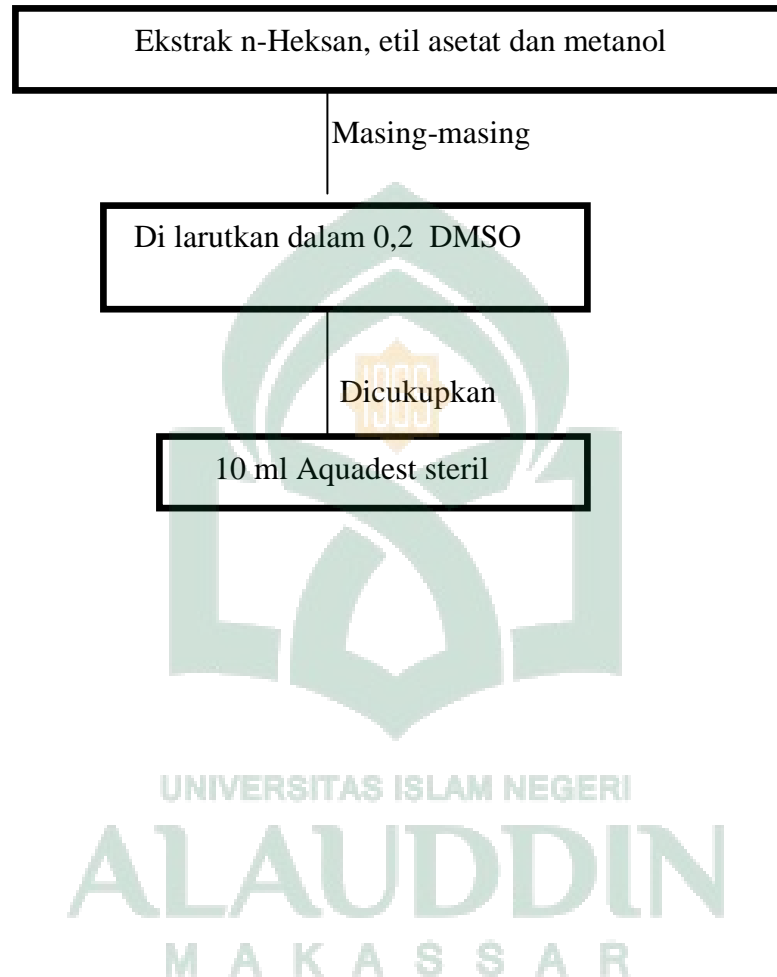 Ekstrak n-Heksan, etil asetat dan metanol
Masing-masing
Di larutkan dalam 0,2 DMSO
Dicukupkan
10 ml Aquadest steril
1965
UNIVERSITAS ISLAM NEGERI
ALAUDDIN
MAKASSAR